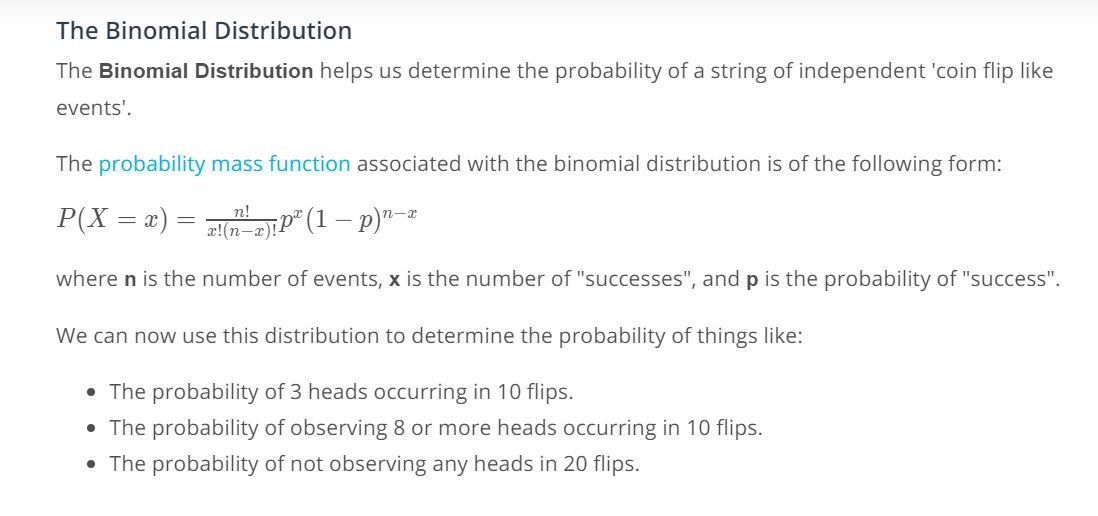 The Binomial Distribution
The Binomial Distribution helps us determine the probability of a string of independent 'coin flip like
events'.
The probability mass function associated with the binomial distribution is of the following form:
P(X = x) = \frac{n!}{x!(n-x)!} p^x (1 - p)^{n-x}
where n is the number of events, x is the number of "successes", and p is the probability of "success".
We can now use this distribution to determine the probability of things like:
• The probability of 3 heads occurring in 10 flips.
• The probability of observing 8 or more heads occurring in 10 flips.
• The probability of not observing any heads in 20 flips.